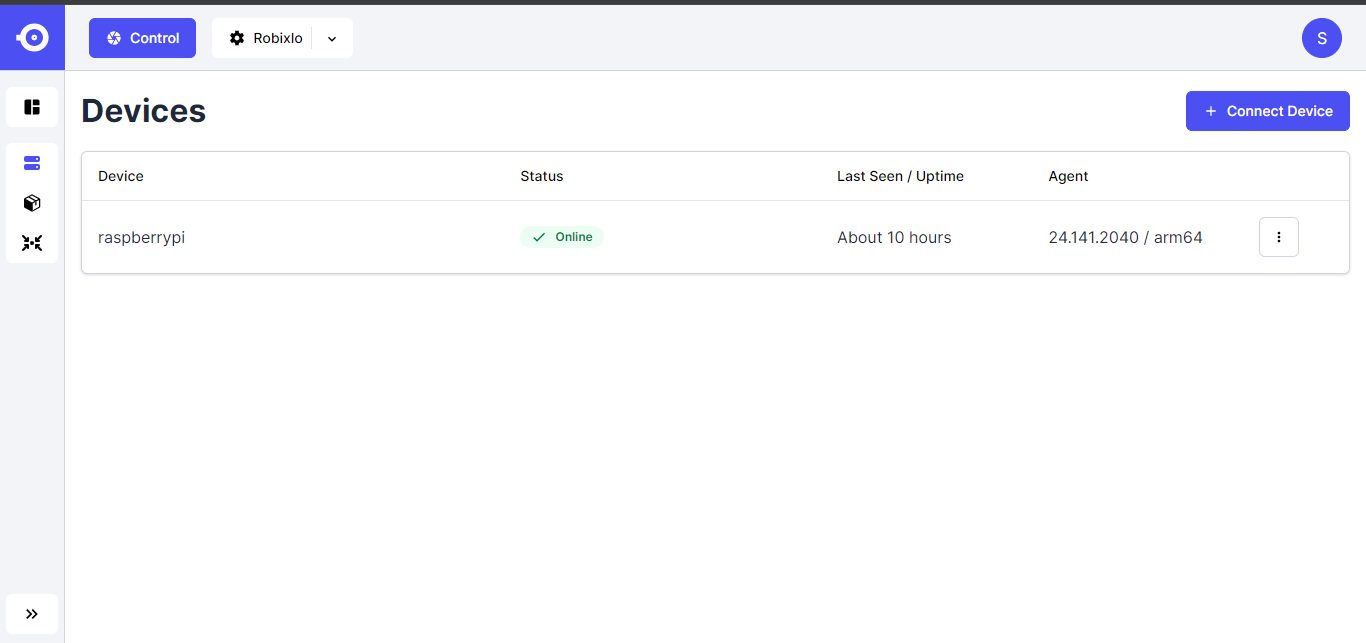 Control
Robixlo
S
Devices
+ Connect Device
Device Status Last Seen / Uptime Agent
raspberrypi Online About 10 hours 24.141.2040 / arm64